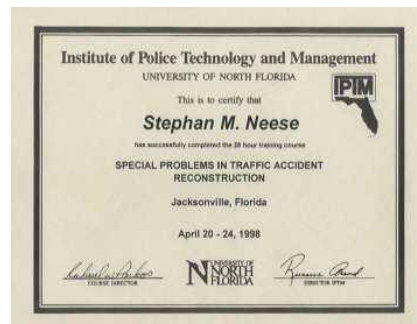 Institute of Police Technology and Management
UNIVERSITY OF NORTH FLORIDA
IPTM
This is to certify that
Stephan M. Neese
has successfully completed the 28 hour training course
SPECIAL PROBLEMS IN TRAFFIC ACCIDENT
RECONSTRUCTION
Jacksonville, Florida
April 20 - 24, 1998
COURSE DIRECTOR
N UNIVERSITY OF
NORTH
FLORIDA
DIRECTOR IPTM